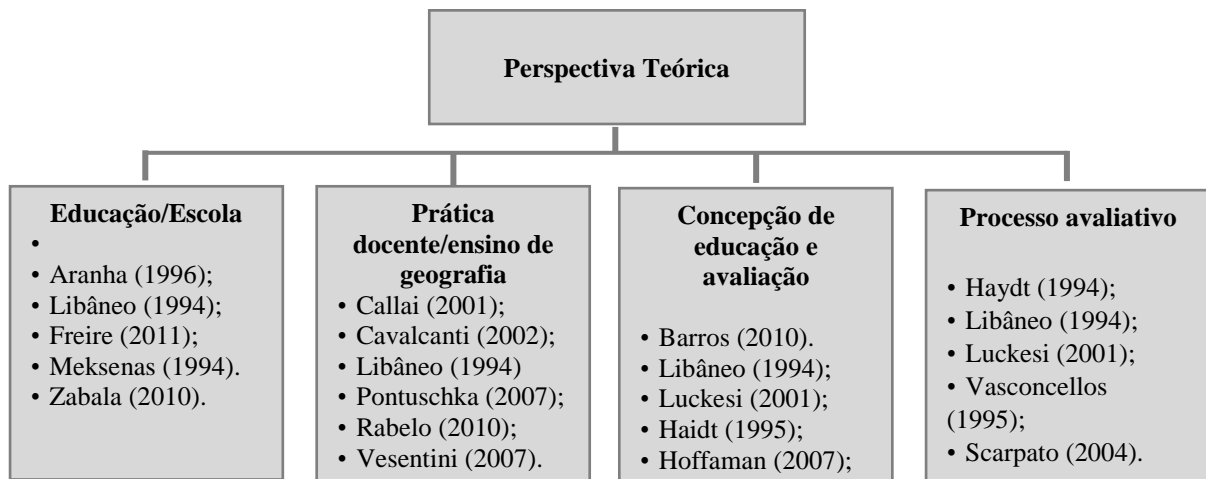 Perspectiva Teórica
Educação/Escola
•
• Aranha (1996);
• Libâneo (1994);
• Freire (2011);
• Meksenas (1994).
• Zabala (2010).
Prática
docente/ensino de
geografia
• Callai (2001);
• Cavalcanti (2002);
• Libâneo (1994)
• Pontuschka (2007);
• Rabelo (2010);
• Vesentini (2007).
Concepção de
educação e
avaliação
• Barros (2010).
• Libâneo (1994);
• Luckesi (2001);
• Haidt (1995);
• Hoffaman (2007;
Processo avaliativo
• Haydt (1994);
• Libâneo (1994);
• Luckesi (2001);
• Vasconcellos
(1995);
• Scarpato (2004).